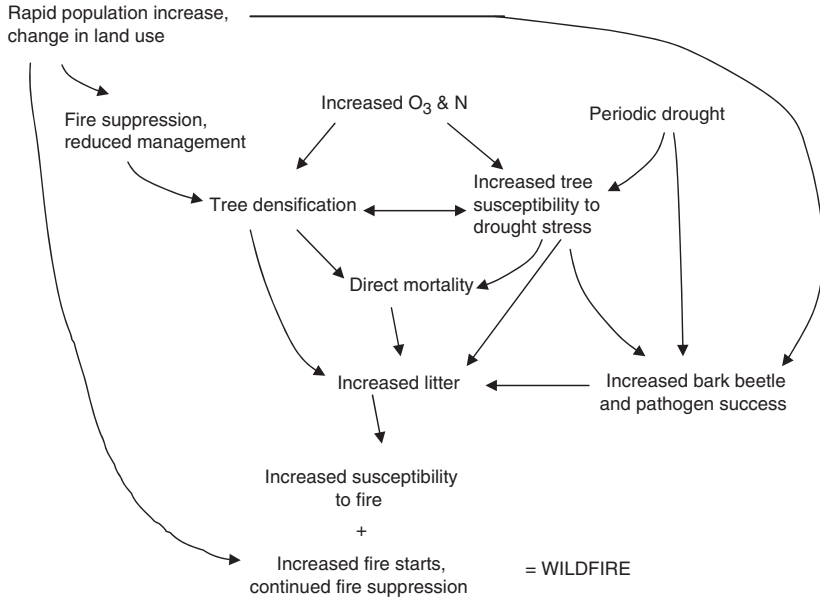 Rapid population increase,
change in land use
Increased O₃ & N
Periodic drought
Fire suppression,
reduced management
Increased tree
susceptibility to
drought stress
Tree densification
Direct mortality
Increased litter
Increased bark beetle
and pathogen success
Increased susceptibility
to fire
+
Increased fire starts,
continued fire suppression
= WILDFIRE